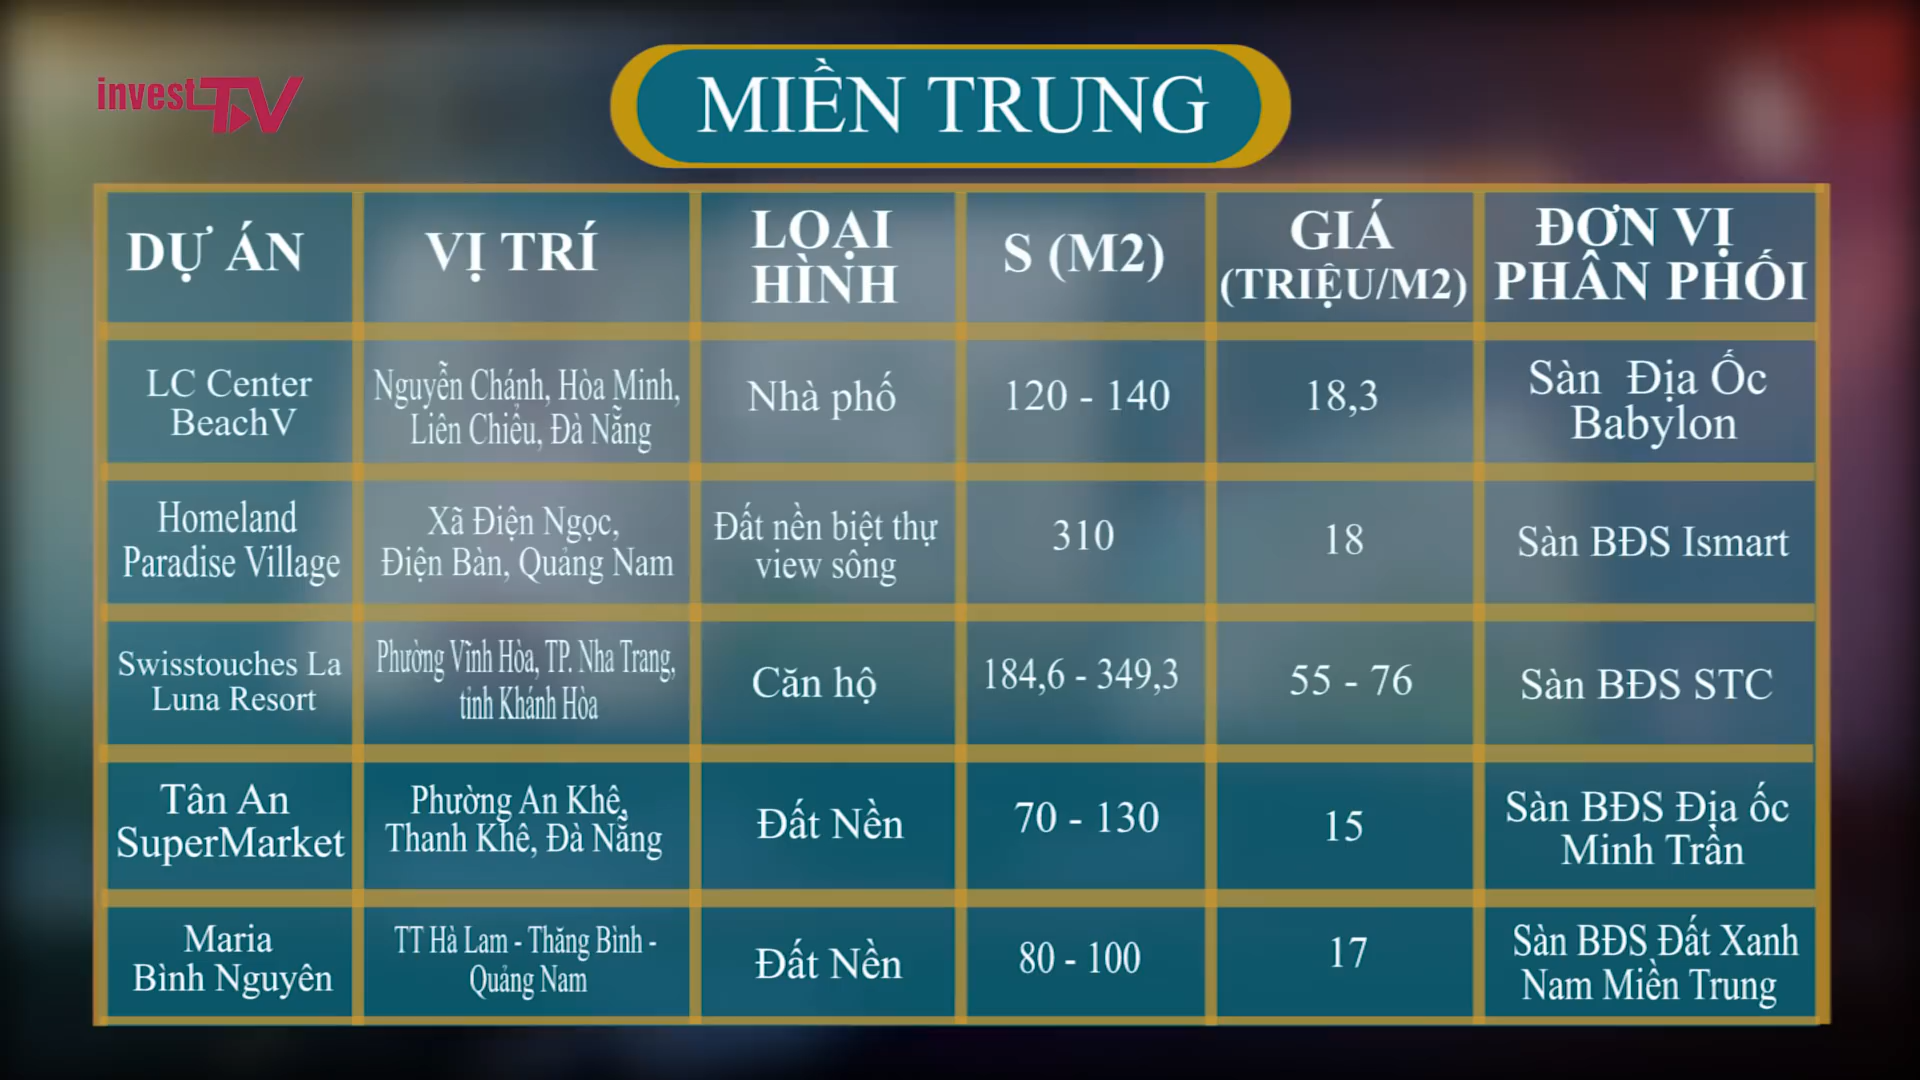 invest TV
MIỀN TRUNG
DỰ ÁN
VỊ TRÍ
LOẠI
HÌNH
S (M2)
GIÁ
(TRIỆU/M2)
ĐƠN VỊ
PHÂN PHỐI
LC Center
BeachV
Nguyễn Chánh, Hòa Minh,
Liên Chiểu, Đà Nẵng
Nhà phố
120 - 140
18,3
Sàn Địa Ốc
Babylon
Homeland
Paradise Village
Xã Điện Ngọc,
Điện Bàn, Quảng Nam
Đất nền biệt thự
view sông
310
18
Sàn BĐS Ismart
Swisstouches La
Luna Resort
Phường Vĩnh Hòa, TP. Nha Trang,
tỉnh Khánh Hòa
Căn hộ
184,6 - 349,3
55 - 76
Sàn BĐS STC
Tân An
SuperMarket
Phường An Khê,
Thanh Khê, Đà Nẵng
Đất Nền
70 - 130
15
Sàn BĐS Địa ốc
Minh Trần
Maria
Bình Nguyên
TT Hà Lam - Thăng Bình -
Quảng Nam
Đất Nền
80 - 100
17
Sàn BĐS Đất Xanh
Nam Miền Trung